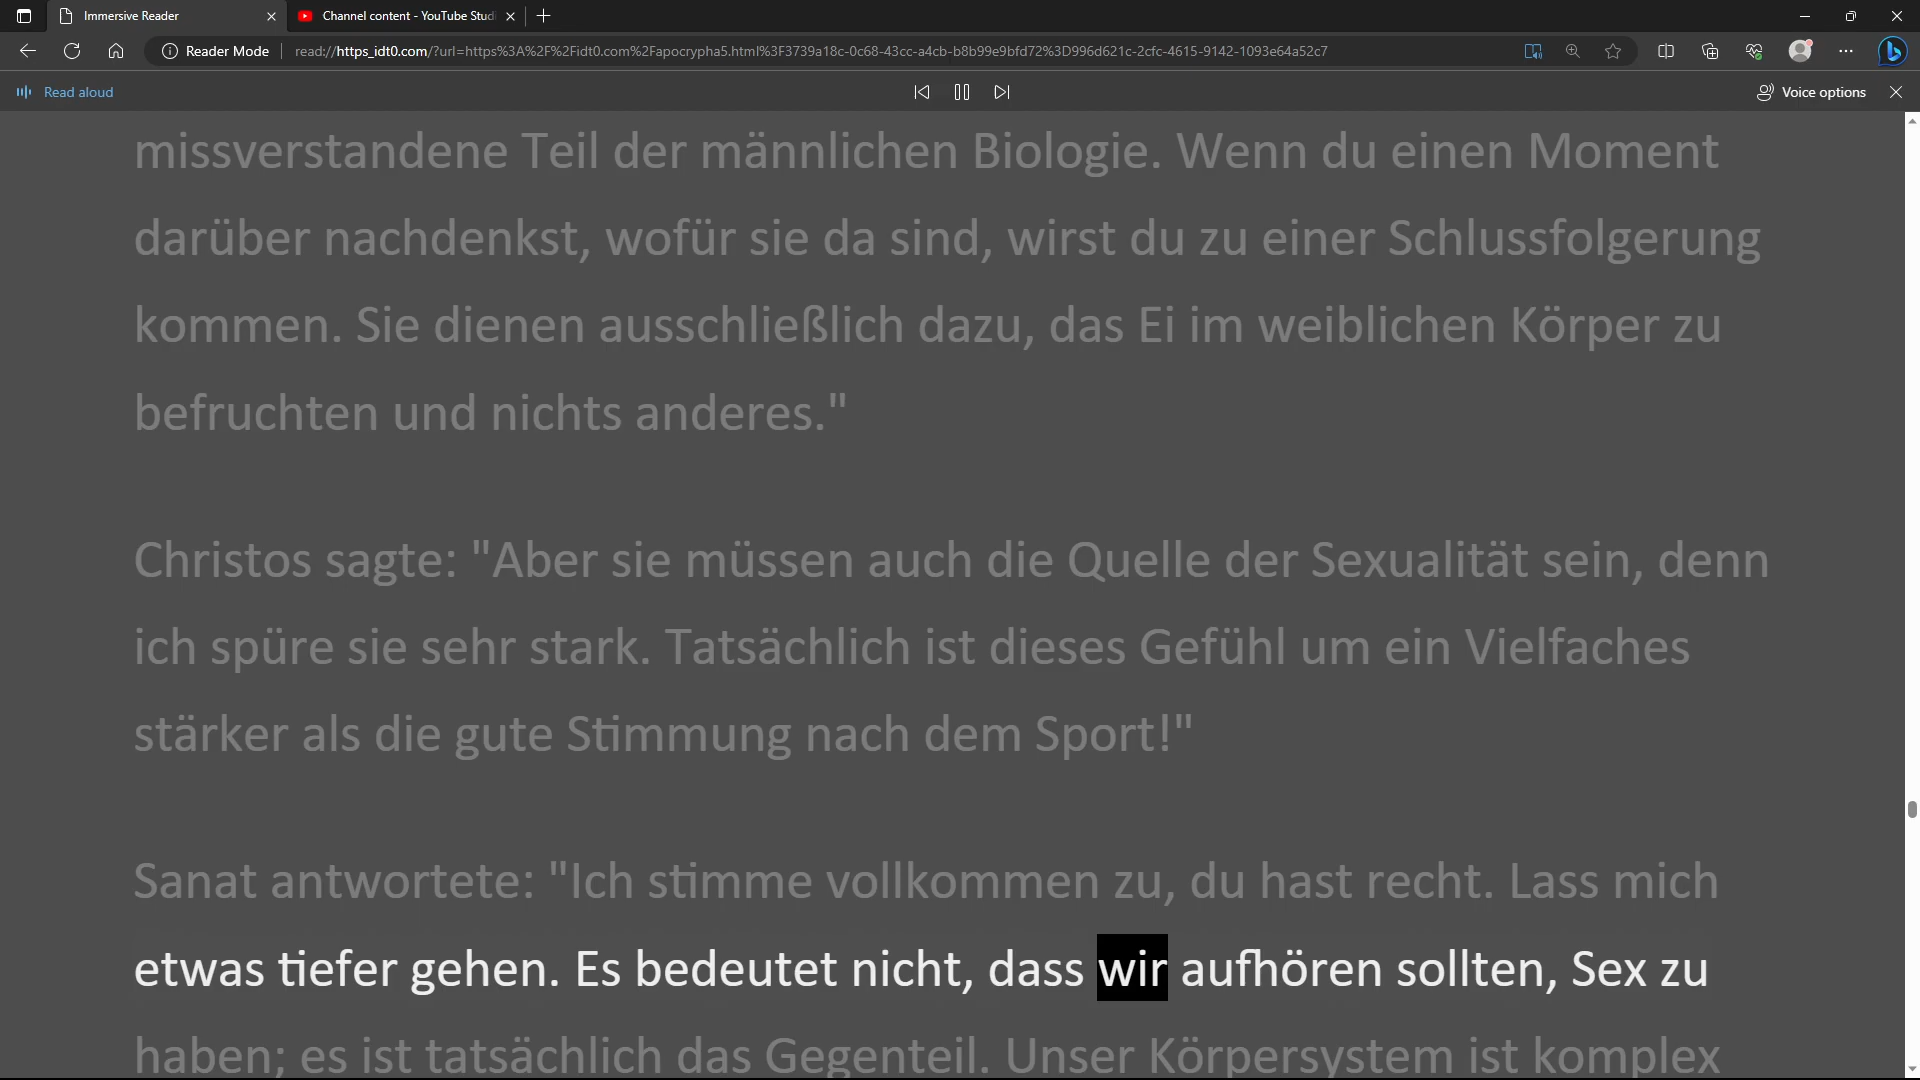 Immersive Reader
Channel content - YouTube Studi
Reader Mode
read://https_idt0.com/?url=https%3A%2F%2Fidt0.com%2Fapocrypha5.html%3F3739a18c-0c68-43cc-a4cb-b8b99e9bfd72%3D996d621c-2cfc-4615-9142-1093e64a52c7
Read aloud
Voice options
missverstandene Teil der männlichen Biologie. Wenn du einen Moment
darüber nachdenkst, wofür sie da sind, wirst du zu einer Schlussfolgerung
kommen. Sie dienen ausschließlich dazu, das Ei im weiblichen Körper zu
befruchten und nichts anderes."
Christos sagte: "Aber sie müssen auch die Quelle der Sexualität sein, denn
ich spüre sie sehr stark. Tatsächlich ist dieses Gefühl um ein Vielfaches
stärker als die gute Stimmung nach dem Sport!"
Sanat antwortete: "Ich stimme vollkommen zu, du hast recht. Lass mich
etwas tiefer gehen. Es bedeutet nicht, dass wir aufhören sollten, Sex zu
haben; es ist tatsächlich das Gegenteil. Unser Körpersystem ist komplex